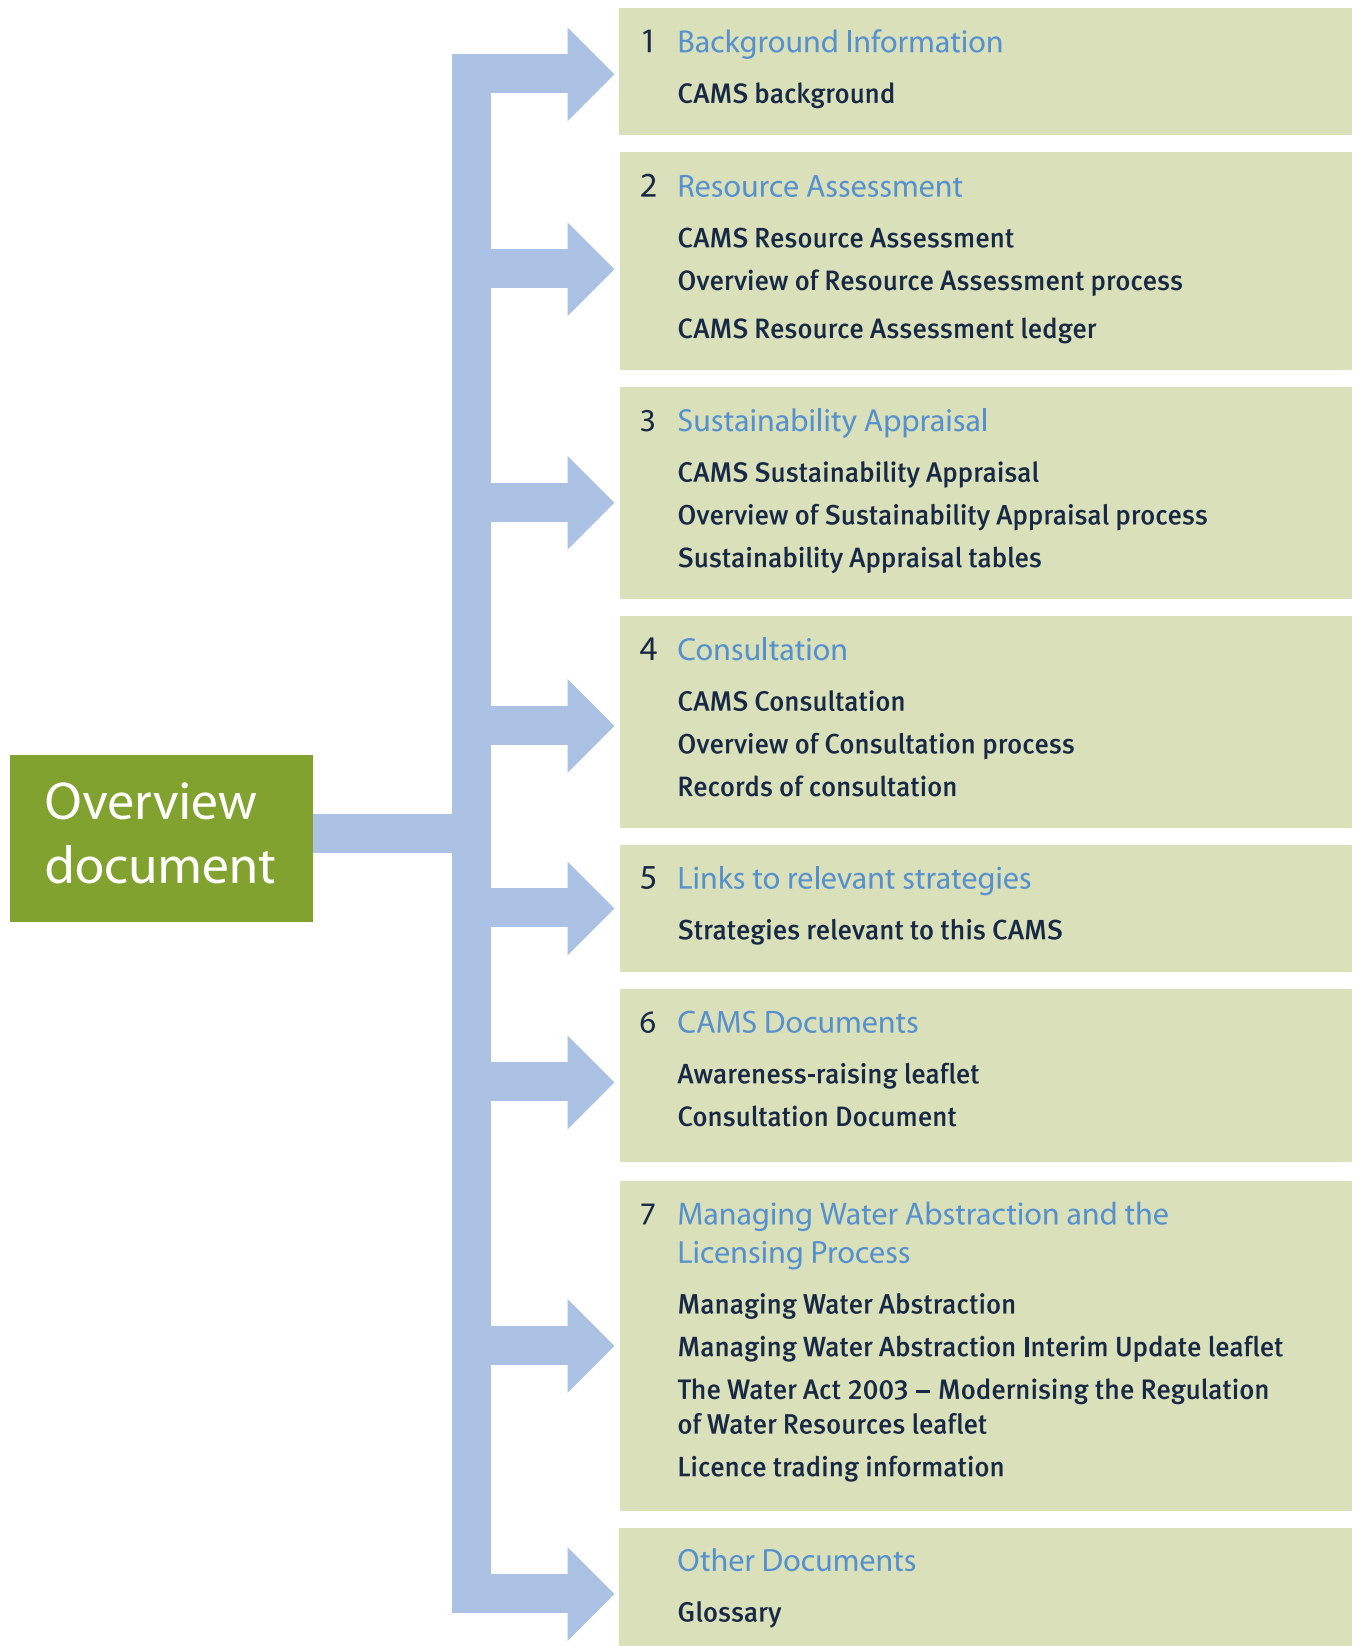 Overview
document
1 Background Information
CAMS background
2 Resource Assessment
CAMS Resource Assessment
Overview of Resource Assessment process
CAMS Resource Assessment ledger
3 Sustainability Appraisal
CAMS Sustainability Appraisal
Overview of Sustainability Appraisal process
Sustainability Appraisal tables
4 Consultation
CAMS Consultation
Overview of Consultation process
Records of consultation
5 Links to relevant strategies
Strategies relevant to this CAMS
6 CAMS Documents
Awareness-raising leaflet
Consultation Document
7 Managing Water Abstraction and the
Licensing Process
Managing Water Abstraction
Managing Water Abstraction Interim Update leaflet
The Water Act 2003 – Modernising the Regulation
of Water Resources leaflet
Licence trading information
Other Documents
Glossary